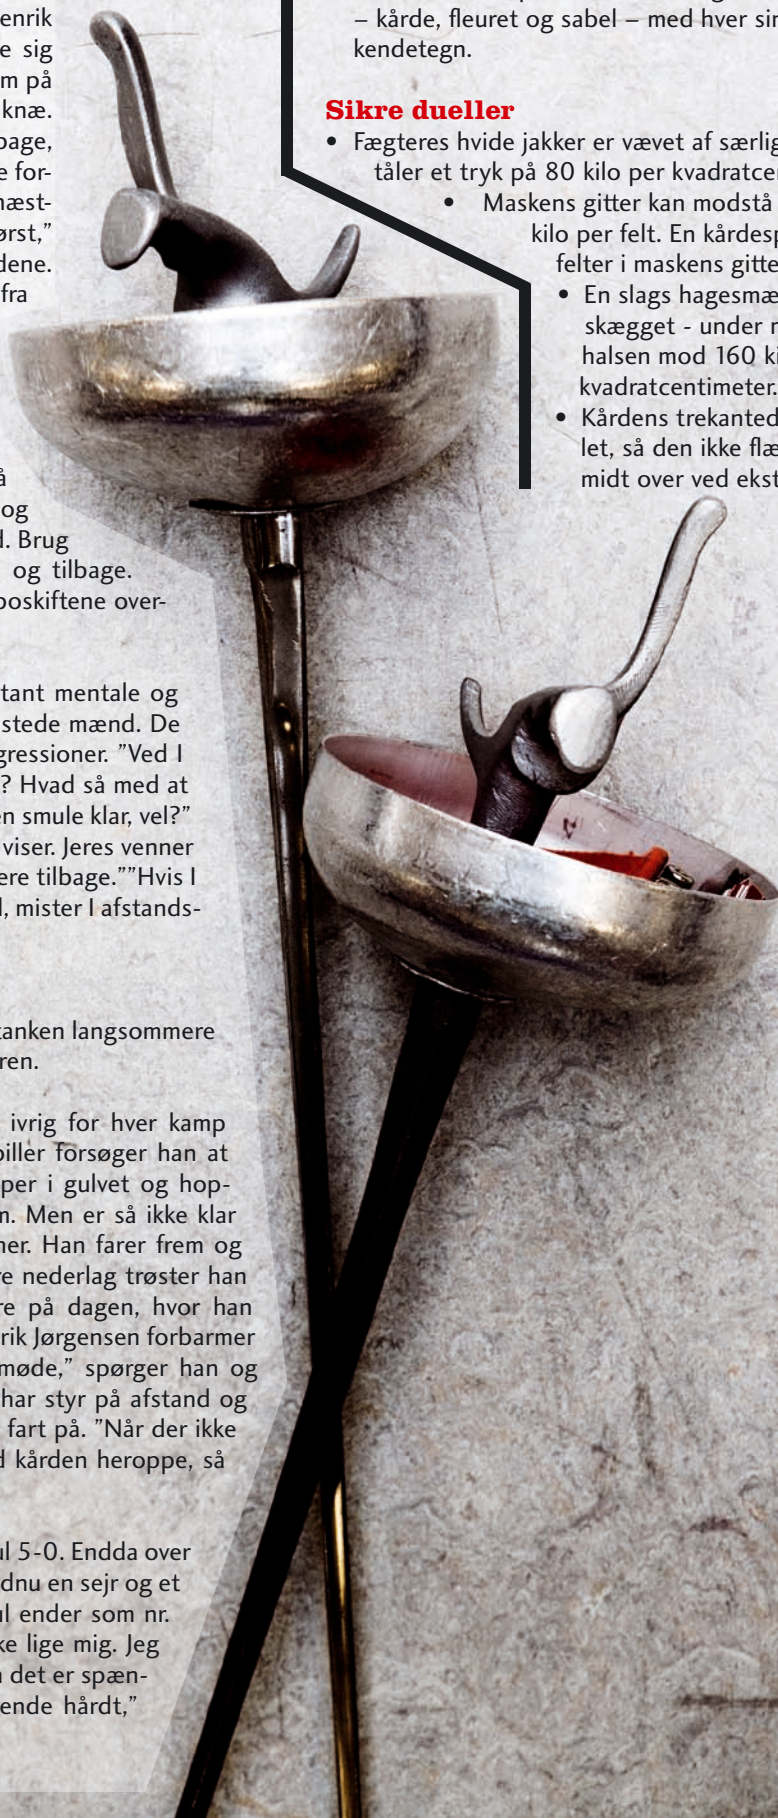 enrik
e sig
m på
knæ.
bage,
e for-
næst-
ørst,”
dene.
fra
å
og
d. Brug
og tilbage.
poskiftene over-
tant mentale og
stede mænd. De
gressioner. ”Ved I
? Hvad så med at
en smule klar, vel?”
viser. Jeres venner
ere tilbage.””Hvis I
l, mister I afstands-
tanken langsommere
ren.
ivrig for hver kamp
piller forsøger han at
per i gulvet og hop-
m. Men er så ikke klar
ner. Han farer frem og
re nederlag trøster han
re på dagen, hvor han
rik Jørgensen forbarmer
møde,” spørger han og
har styr på afstand og
fart på. ”Når der ikke
d kården heroppe, så
ul 5-0. Endda over
dnu en sejr og et
ul ender som nr.
ke lige mig. Jeg
n det er spæn-
ende hårdt,”
– kårde, fleuret og sabel – med hver sin
kendetegn.
Sikre dueller
• Fægteres hvide jakker er vævet af særlig
tåler et tryk på 80 kilo per kvadratcen
• Maskens gitter kan modstå
kilo per felt. En kårdesp
felter i maskens gitte
• En slags hagesmæ
skægget - under m
halsen mod 160 ki
kvadratcentimeter.
• Kårdens trekanted
let, så den ikke flæ
midt over ved ekst